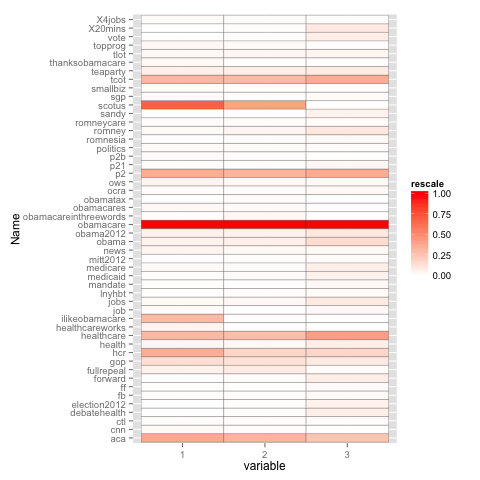 X4jobs
X20mins
vote
topprog
tlot
thanksobamacare
teaparty
tcot
smallbiz
sgp
scotus
sandy
romneycare
romney
romnesia
politics
p2b
p21
p2
ows
ocra
obamatax
obamacares
obamacareinthreewords
obamacare
obama2012
obama
news
mitt2012
medicare
medicaid
mandate
lnyhbt
jobs
job
ilikeobamacare
healthcareworks
healthcare
health
hcr
gop
fullrepeal
forward
ff
fb
election2012
debatehealth
ctl
cnn
aca
Name
1 2 3
variable
rescale
1.00
0.75
0.50
0.25
0.00